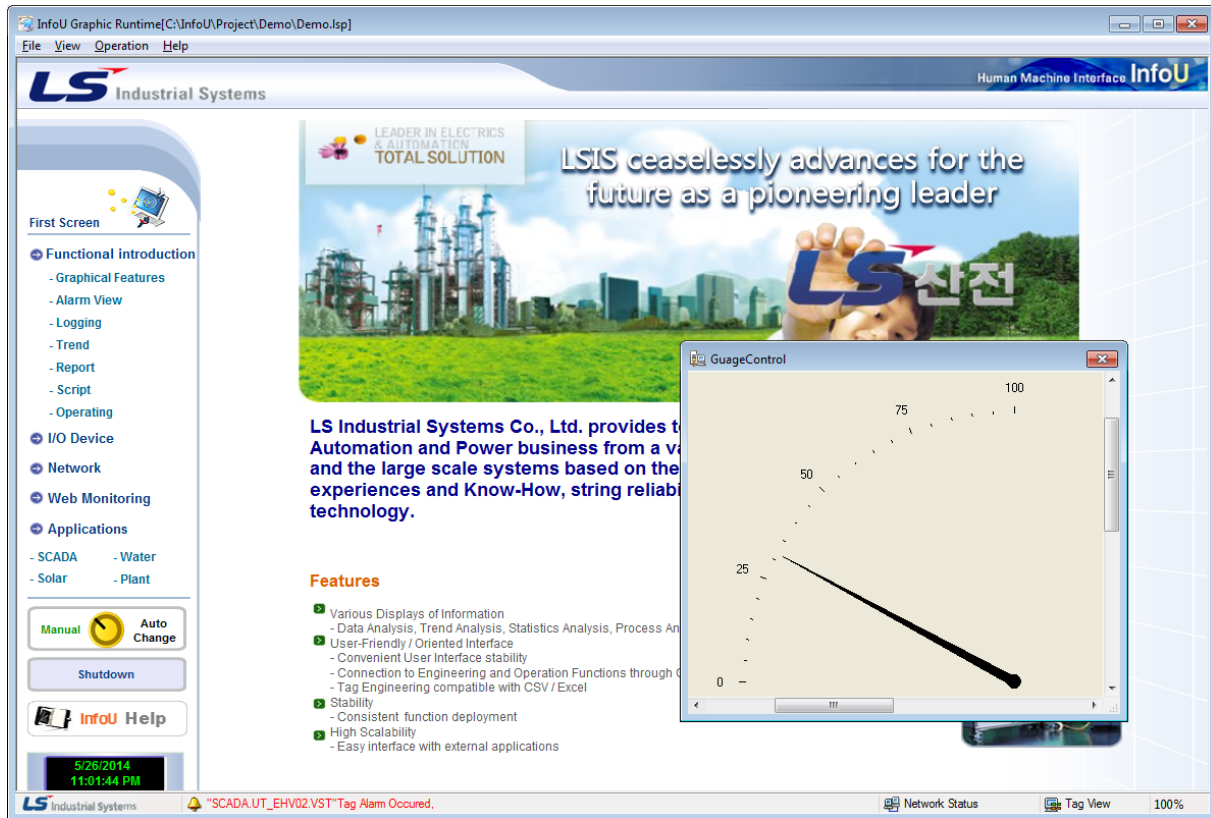 InfoU Graphic Runtime[C:\InfoU\Project\Demo\Demo.lsp]
File View Operation Help
LS Industrial Systems
Human Machine Interface InfoU
LEADER IN ELECTRICS
& AUTOMATION
TOTAL SOLUTION
LSIS ceaselessly advances for the
future as a pioneering leader
LS산전
First Screen
Functional introduction
- Graphical Features
- Alarm View
- Logging
- Trend
- Report
- Script
- Operating
I/O Device
Network
Web Monitoring
Applications
- SCADA - Water
- Solar - Plant
Manual Auto
Change
Shutdown
InfoU Help
5/26/2014
11:01:44 PM
LS Industrial Systems Co., Ltd. provides
Automation and Power business from a
and the large scale systems based on the
experiences and Know-How, string
technology.
Features
Various Displays of Information
- Data Analysis, Trend Analysis, Statistics Analysis, Process
User-Friendly / Oriented Interface
- Convenient User Interface stability
- Connection to Engineering and Operation Functions through
- Tag Engineering compatible with CSV / Excel
Stability
- Consistent function deployment
High Scalability
- Easy interface with external applications
GuageControl
100
75
50
25
0
LS Industrial Systems
"SCADA.UT_EHV02.VST"Tag Alarm Occured,
Network Status
Tag View
100%